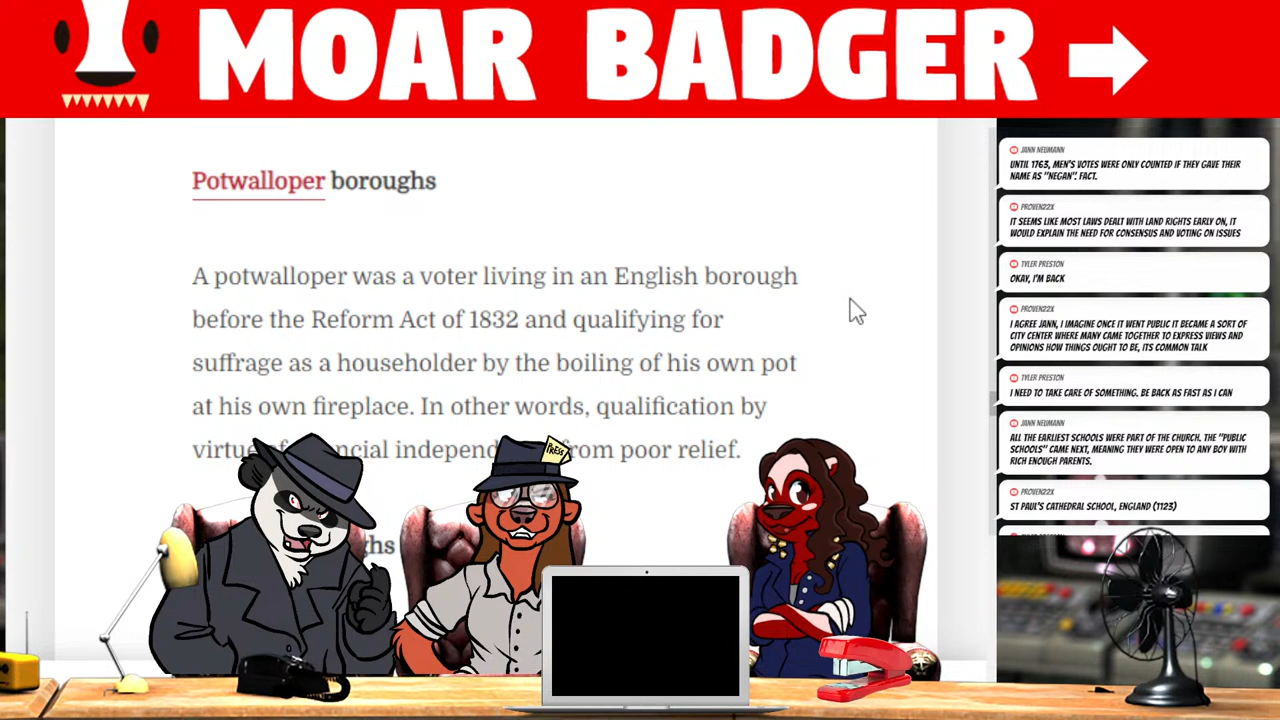 MOAR BADGER
Potwalloper boroughs
A potwalloper was a voter living in an English borough
before the Reform Act of 1832 and qualifying for
suffrage as a householder by the boiling of his own pot
at his own fireplace. In other words, qualification by
from poor relief.
PRESS
JANN NEUMANN
UNTIL 1763, MEN'S VOTES WERE ONLY COUNTED IF THEY GAVE THEIR
NAME AS "NEGAN". FACT.
PROVEN22X
IT SEEMS LIKE MOST LAWS DEALT WITH LAND RIGHTS EARLY ON, IT
WOULD EXPLAIN THE NEED FOR CONSENSUS AND VOTING ON ISSUES
TYLER PRESTON
OKAY, I'M BACK
PROVEN22X
I AGREE JANN, I IMAGINE ONCE IT WENT PUBLIC IT BECAME A SORT OF
CITY CENTER WHERE MANY CAME TOGETHER TO EXPRESS VIEWS AND
OPINIONS HOW THINGS OUGHT TO BE, ITS COMMON TALK
TYLER PRESTON
I NEED TO TAKE CARE OF SOMETHING. BE BACK AS FAST AS I CAN
JANN NEUMANN
ALL THE EARLIEST SCHOOLS WERE PART OF THE CHURCH. THE "PUBLIC
SCHOOLS" CAME NEXT, MEANING THEY WERE OPEN TO ANY BOY WITH
RICH ENOUGH PARENTS.
PROVEN22X
ST PAUL'S CATHEDRAL SCHOOL, ENGLAND (1123)